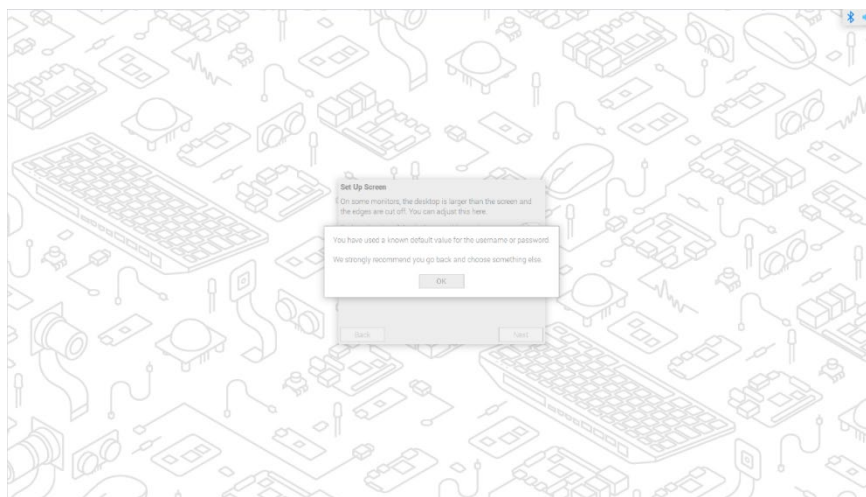 Set Up Screen
On some monitors, the desktop is larger than the screen and
the edges are cut off. You can adjust this here.
You have used a known default value for the username or password.
We strongly recommend you go back and choose something else.
OK
Back
Next